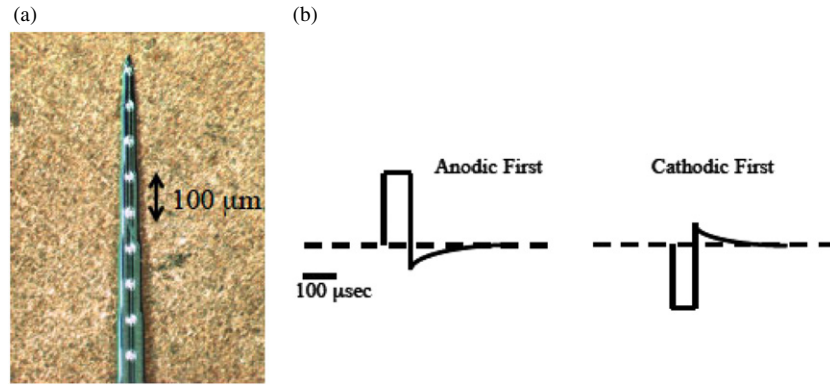 (a)
(b)
100 μm
Anodic First
Cathodic First
100 μsec